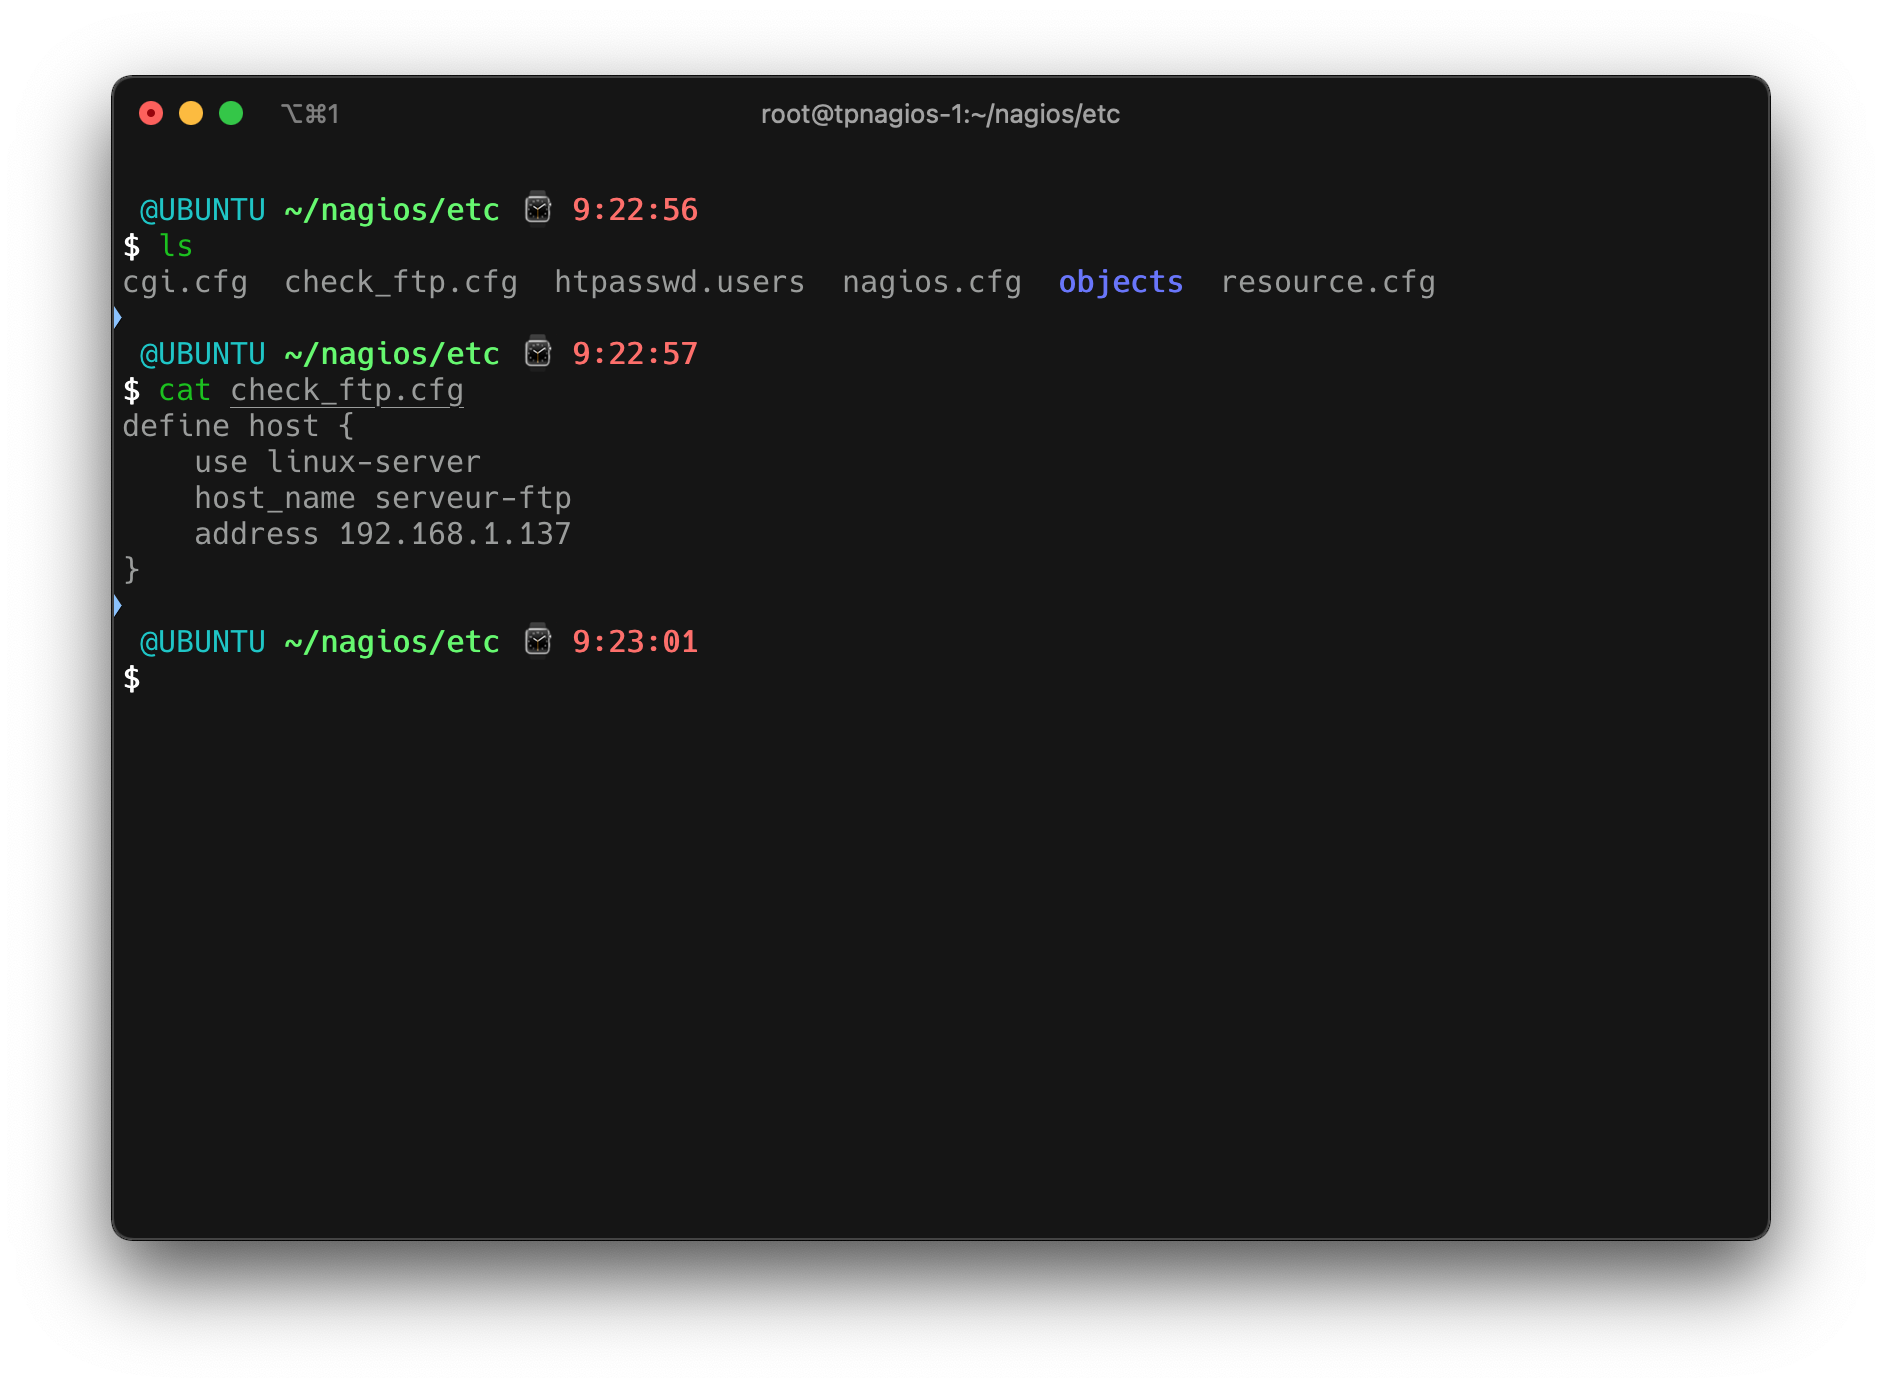 ⌥⌘1
root@tpnagios-1:~/nagios/etc
@UBUNTU ~/nagios/etc ⌚ 9:22:56
$ ls
cgi.cfg  check_ftp.cfg  htpasswd.users  nagios.cfg  objects  resource.cfg
@UBUNTU ~/nagios/etc ⌚ 9:22:57
$ cat check_ftp.cfg
define host {
    use linux-server
    host_name serveur-ftp
    address 192.168.1.137
}
@UBUNTU ~/nagios/etc ⌚ 9:23:01
$